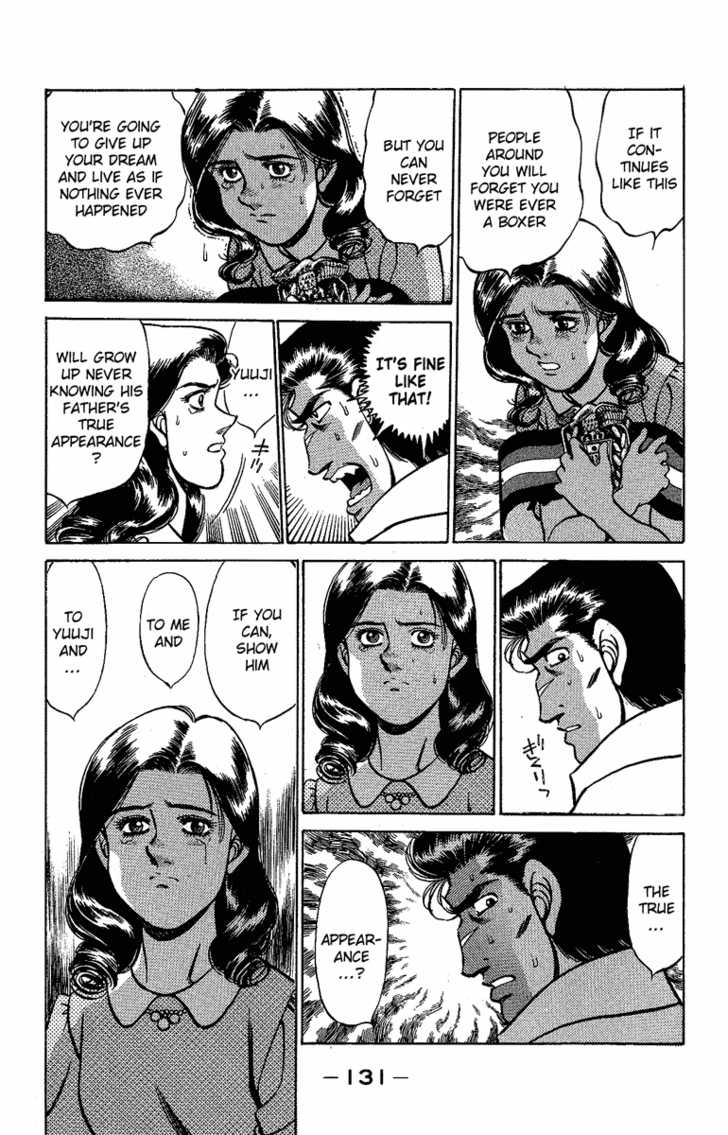 IF IT
CON-
TINUES
LIKE THIS
PEOPLE
AROUND
YOU WILL
FORGET YOU
WERE EVER
A BOXER
BUT YOU
CAN
NEVER
FORGET
YOU'RE GOING
TO GIVE UP
YOUR DREAM
AND LIVE AS IF
NOTHING EVER
HAPPENED
IT'S FINE
LIKE
THAT!
YUUJI
...
WILL GROW
UP NEVER
KNOWING HIS
FATHER'S
TRUE
APPEARANCE
?
THE
TRUE
...
APPEAR-
ANCE
...?
IF YOU
CAN,
SHOW
HIM
TO ME
AND
TO
YUUJI
AND
...
-131-